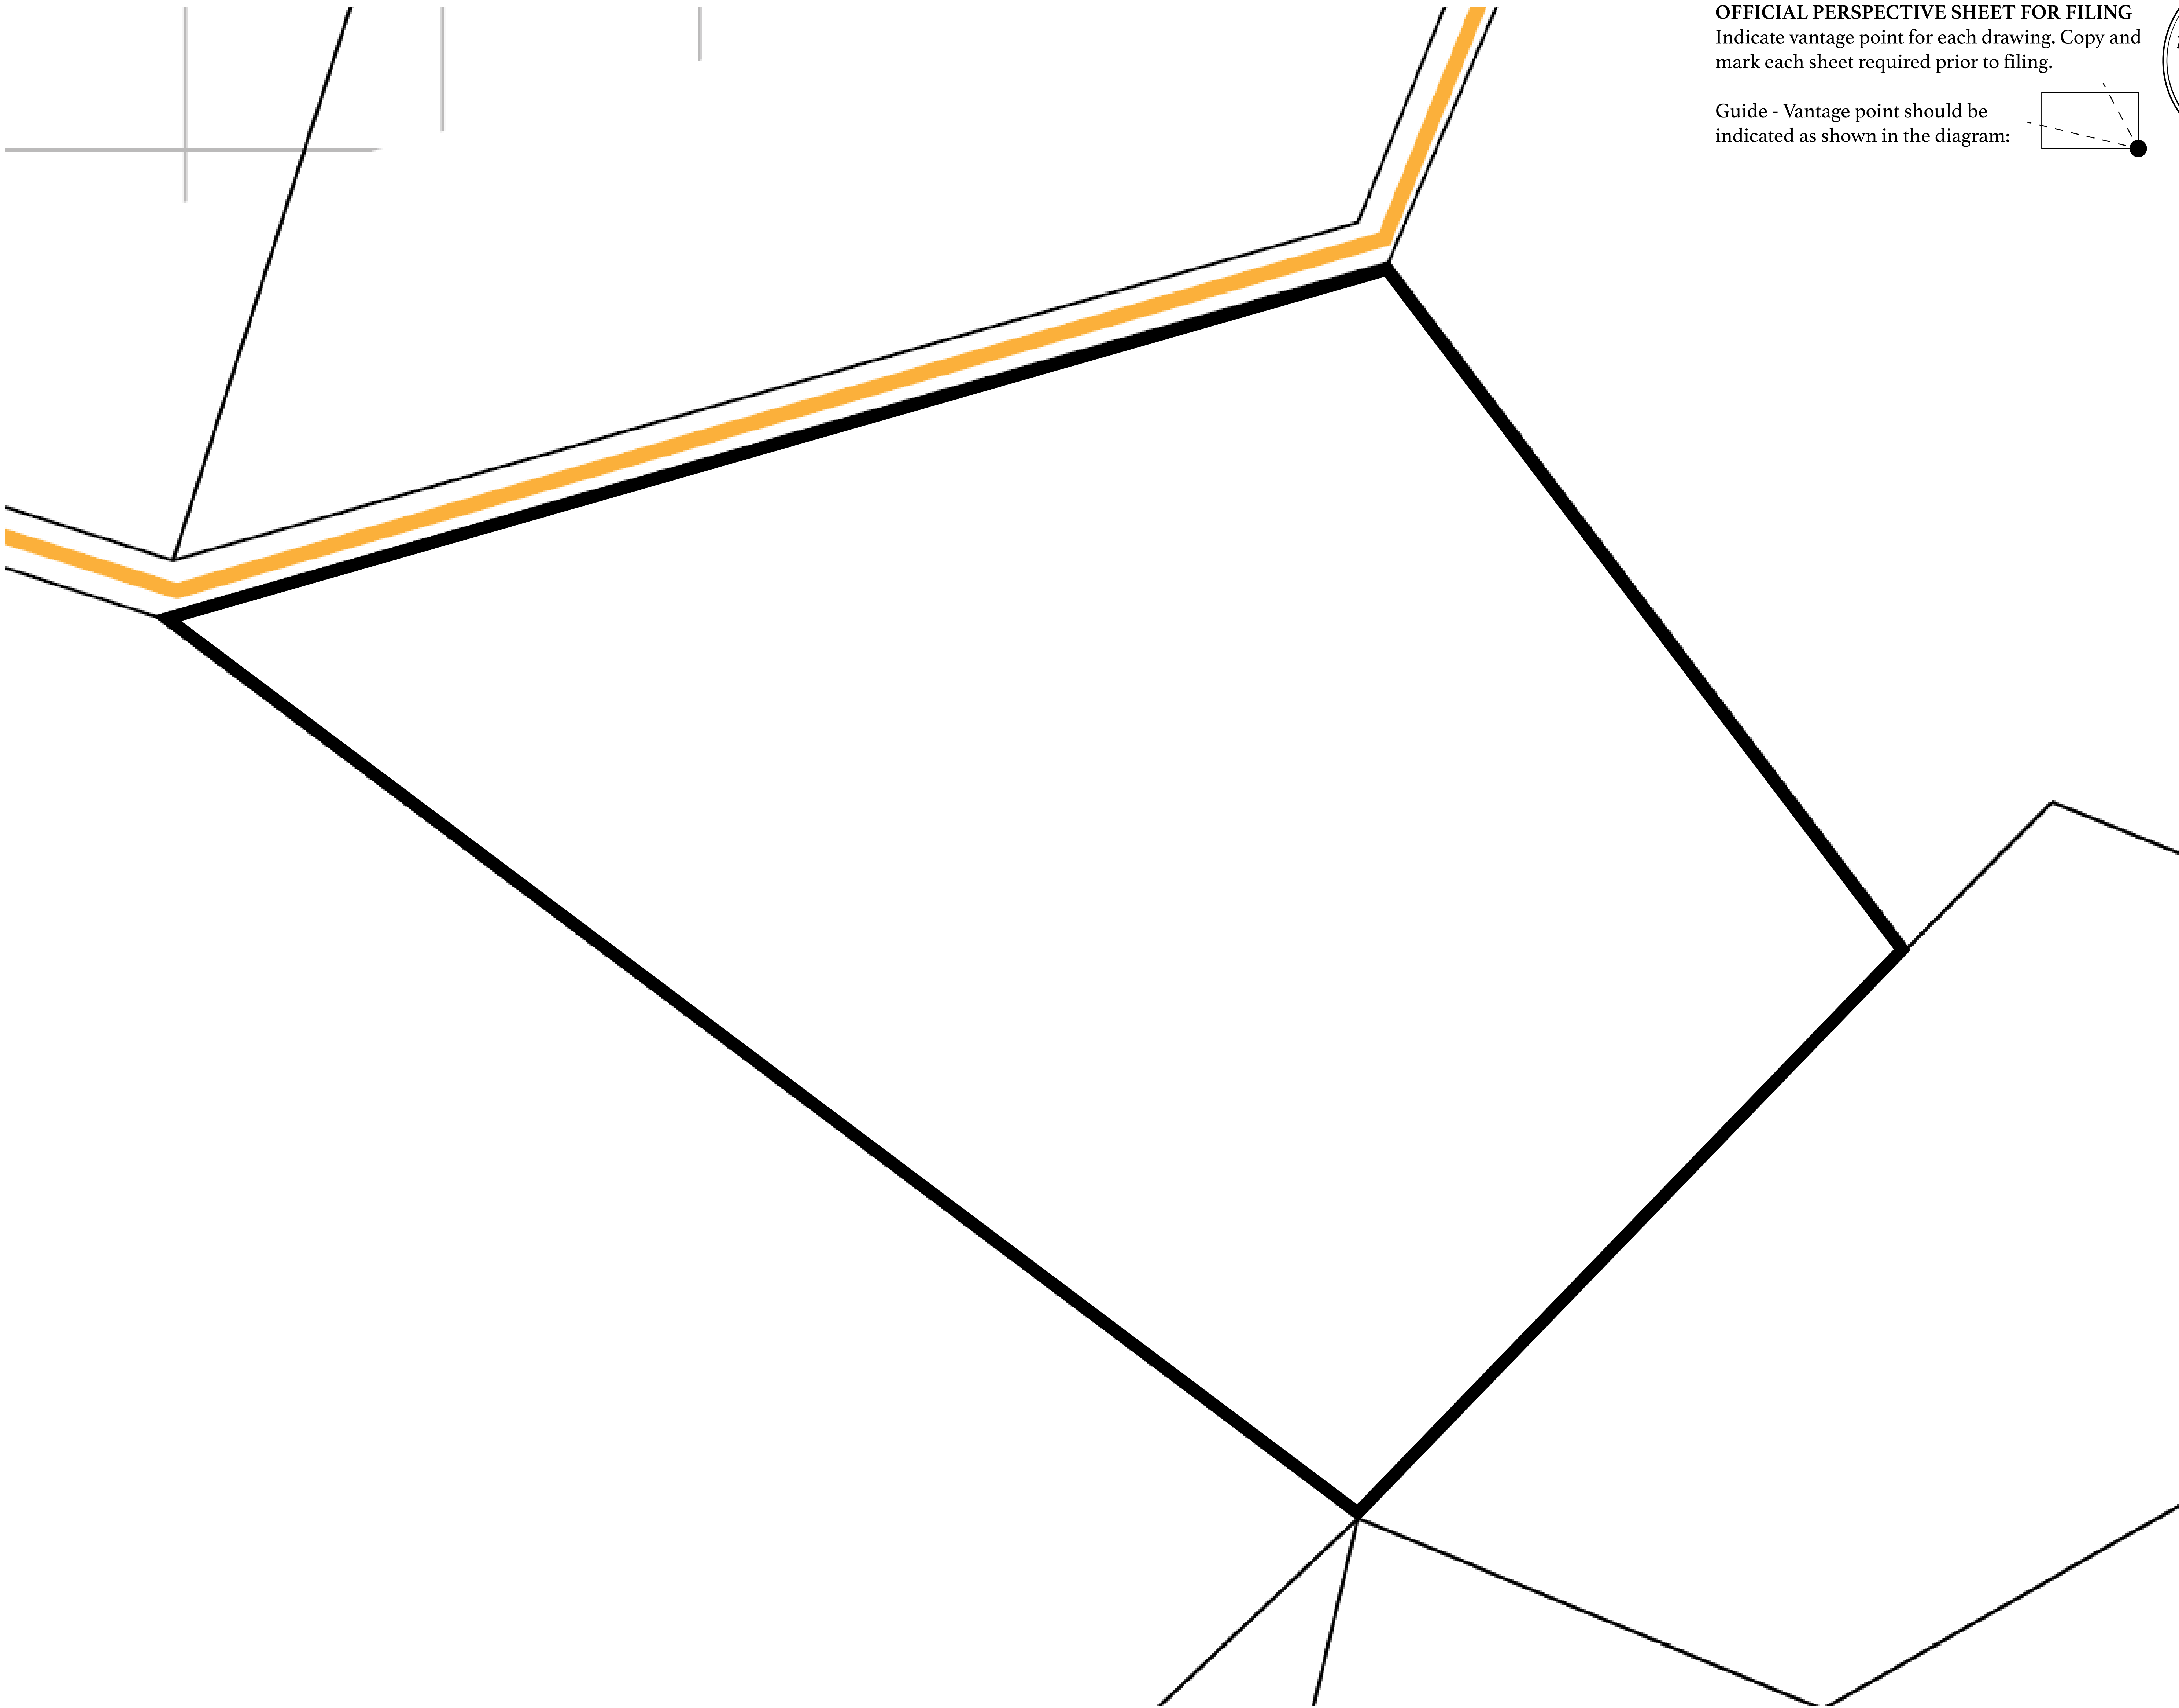 OFFICIAL PERSPECTIVE SHEET FOR FILING
Indicate vantage point for each drawing. Copy and
mark each sheet required prior to filing.
Guide - Vantage point should be
indicated as shown in the diagram: